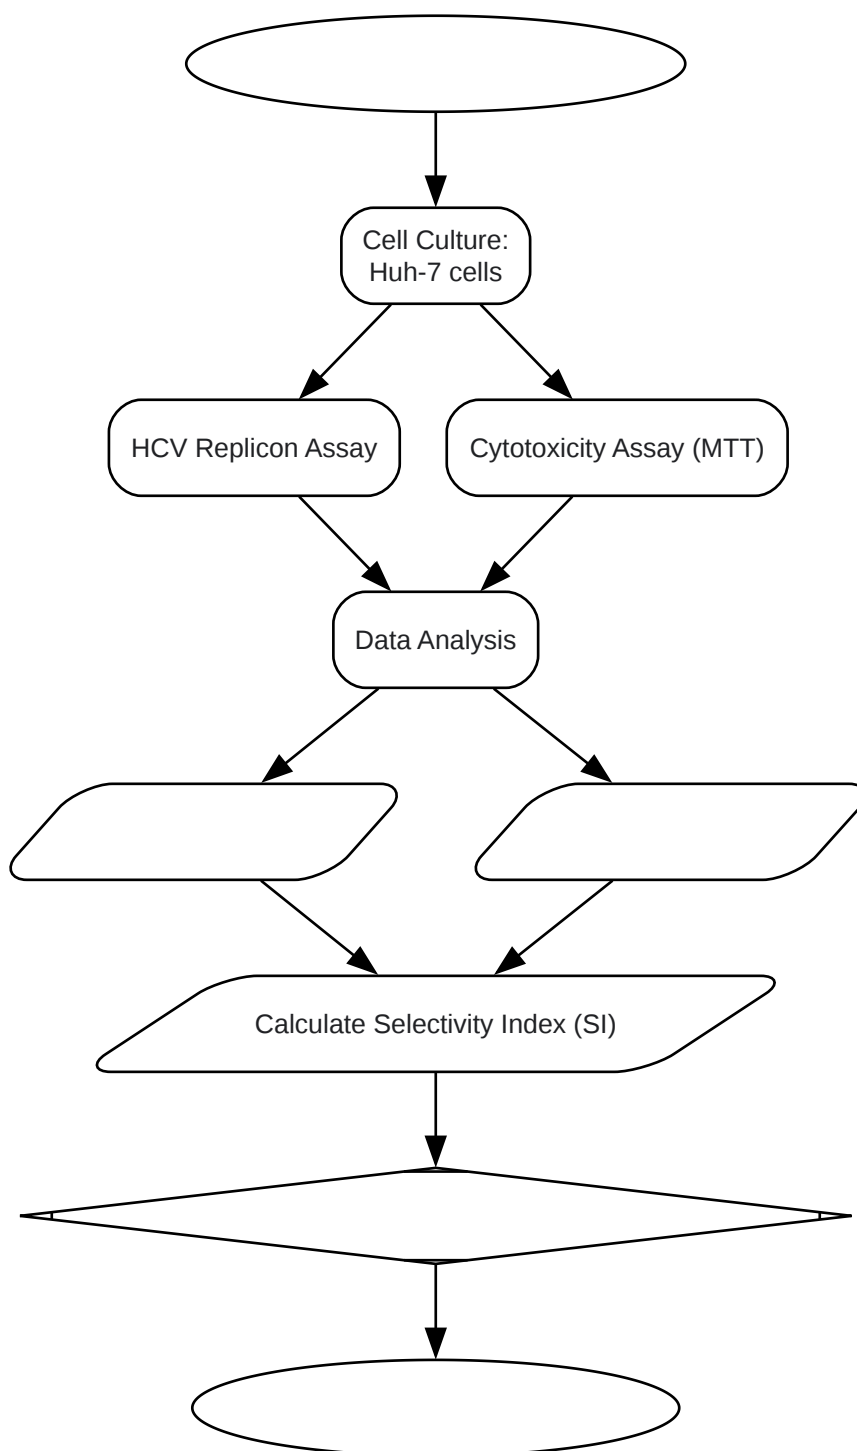 Cell Culture:
Huh-7 cells
HCV Replicon Assay
Cytotoxicity Assay (MTT)
Data Analysis
Calculate Selectivity Index (SI)